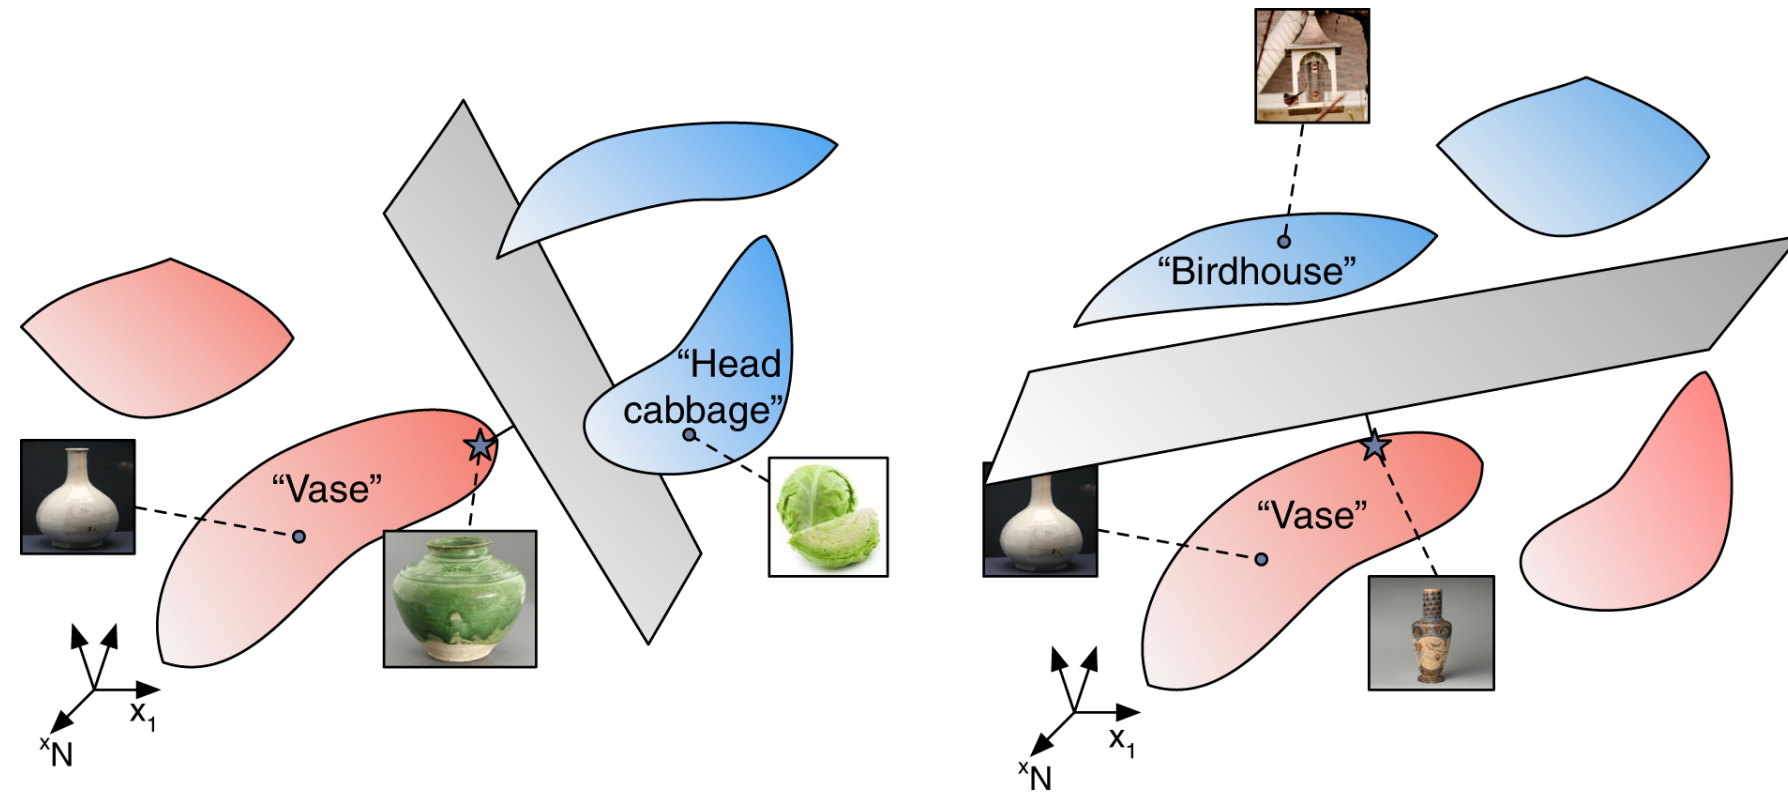 “Vase”
“Head
cabbage”
x1
xN
“Birdhouse”
“Vase”
x1
xN